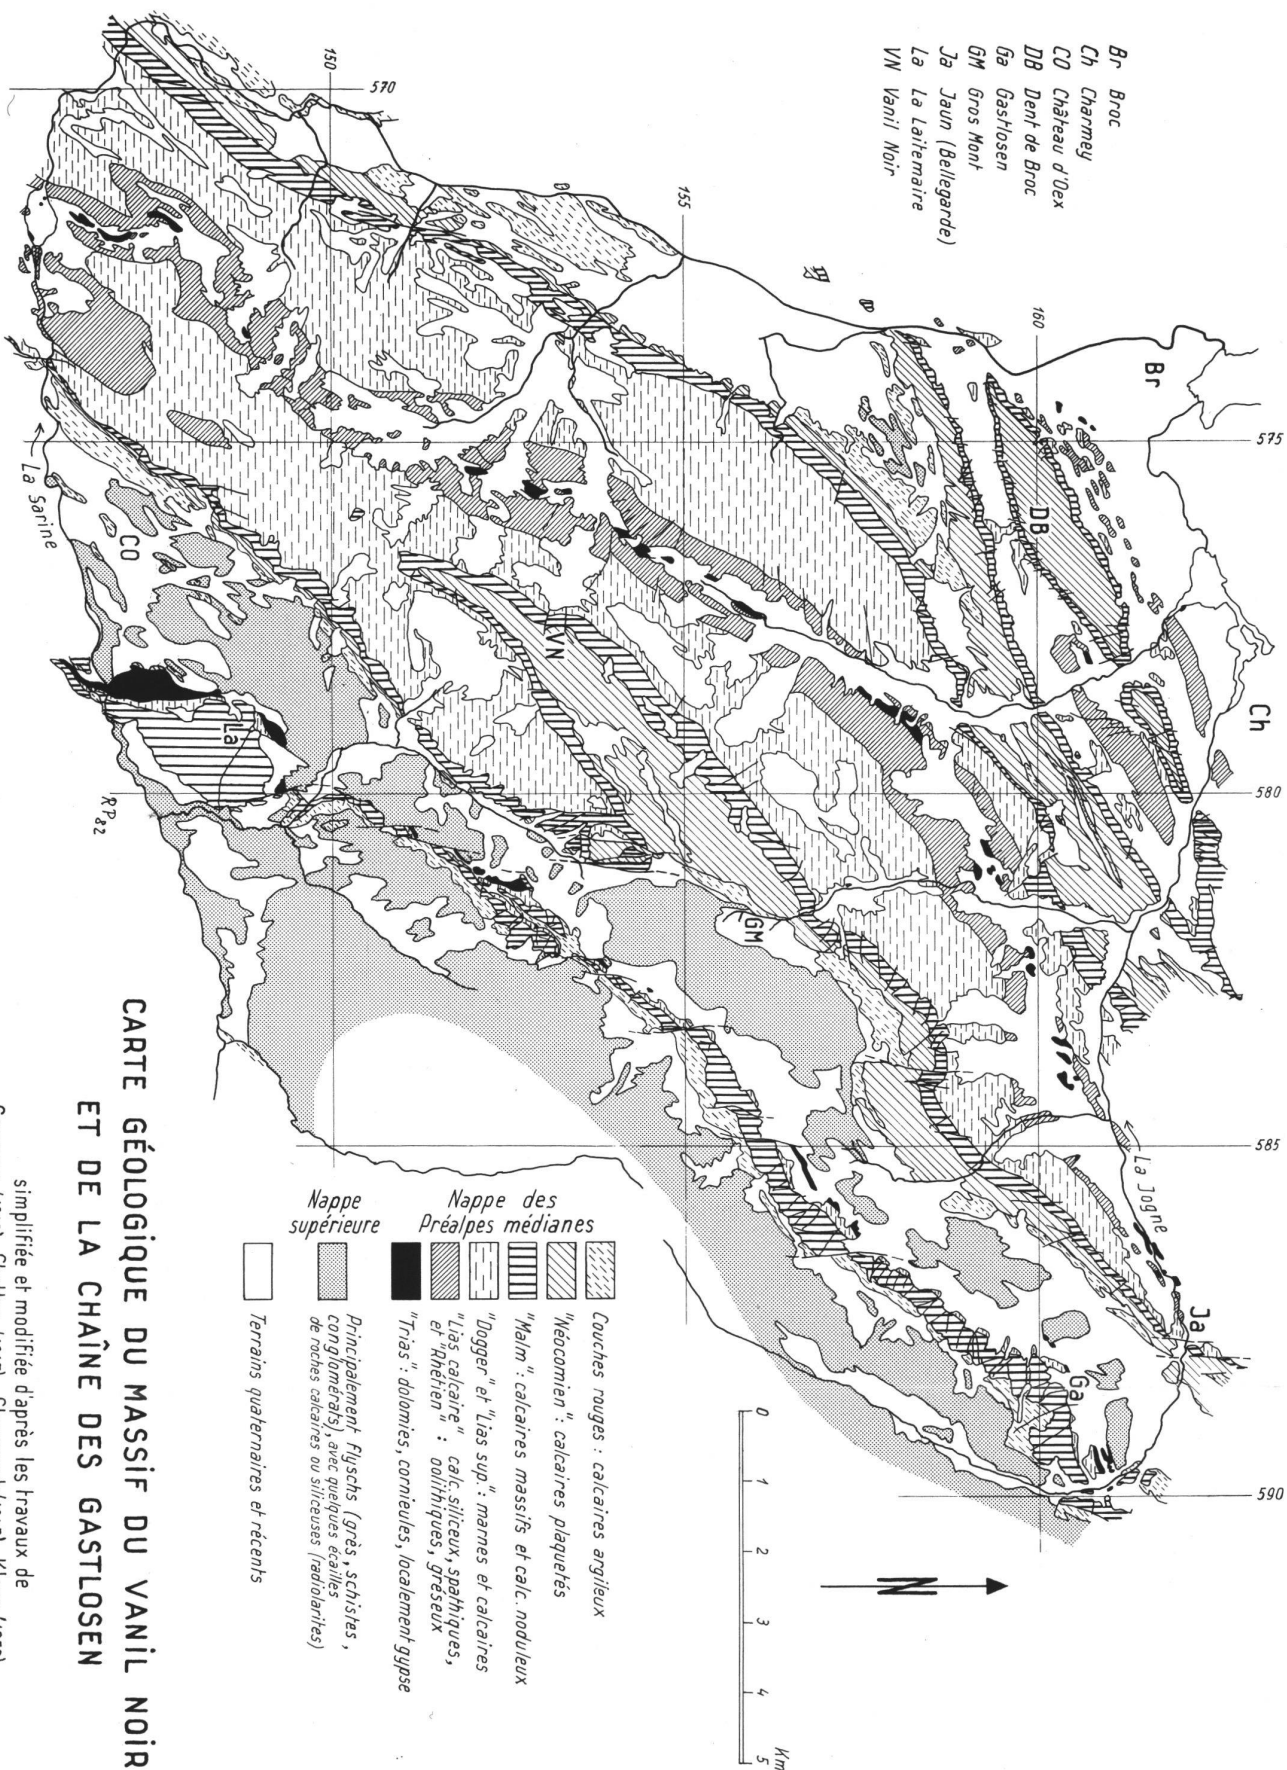 Br Broc
Ch Charmey
CO Château d'Oex
DB Dent de Broc
Ga Gastlosen
GM Gros Mont
Ja Jaun (Bellegarde)
La La Laitemaire
VN Vanil Noir
570
575
580
585
590
150
155
160
Br
Ch
DB
VN
CO
La
GM
Ga
Ja
La Sarine
La Jogne
RP 82
N
0 1 2 3 4 5 Km
Nappe des
Préalpes médianes
Nappe
supérieure
Couches rouges : calcaires argileux
"Néocomien" : calcaires plaquetés
"Malm" : calcaires massifs et calc. noduleux
"Dogger" et "Lias sup." : marnes et calcaires
"Lias calcaire" calc. siliceux, spathiques,
et "Rhétien" : oolithiques, gréseux
"Trias" : dolomies, cornieules, localement gypse
Principalement flyschs (grès, schistes,
conglomérats), avec quelques écailles
de roches calcaires ou siliceuses (radiolarites)
Terrains quaternaires et récents
CARTE GÉOLOGIQUE DU MASSIF DU VANIL NOIR
ET DE LA CHAÎNE DES GASTLOSEN
simplifiée et modifiée d'après les travaux de